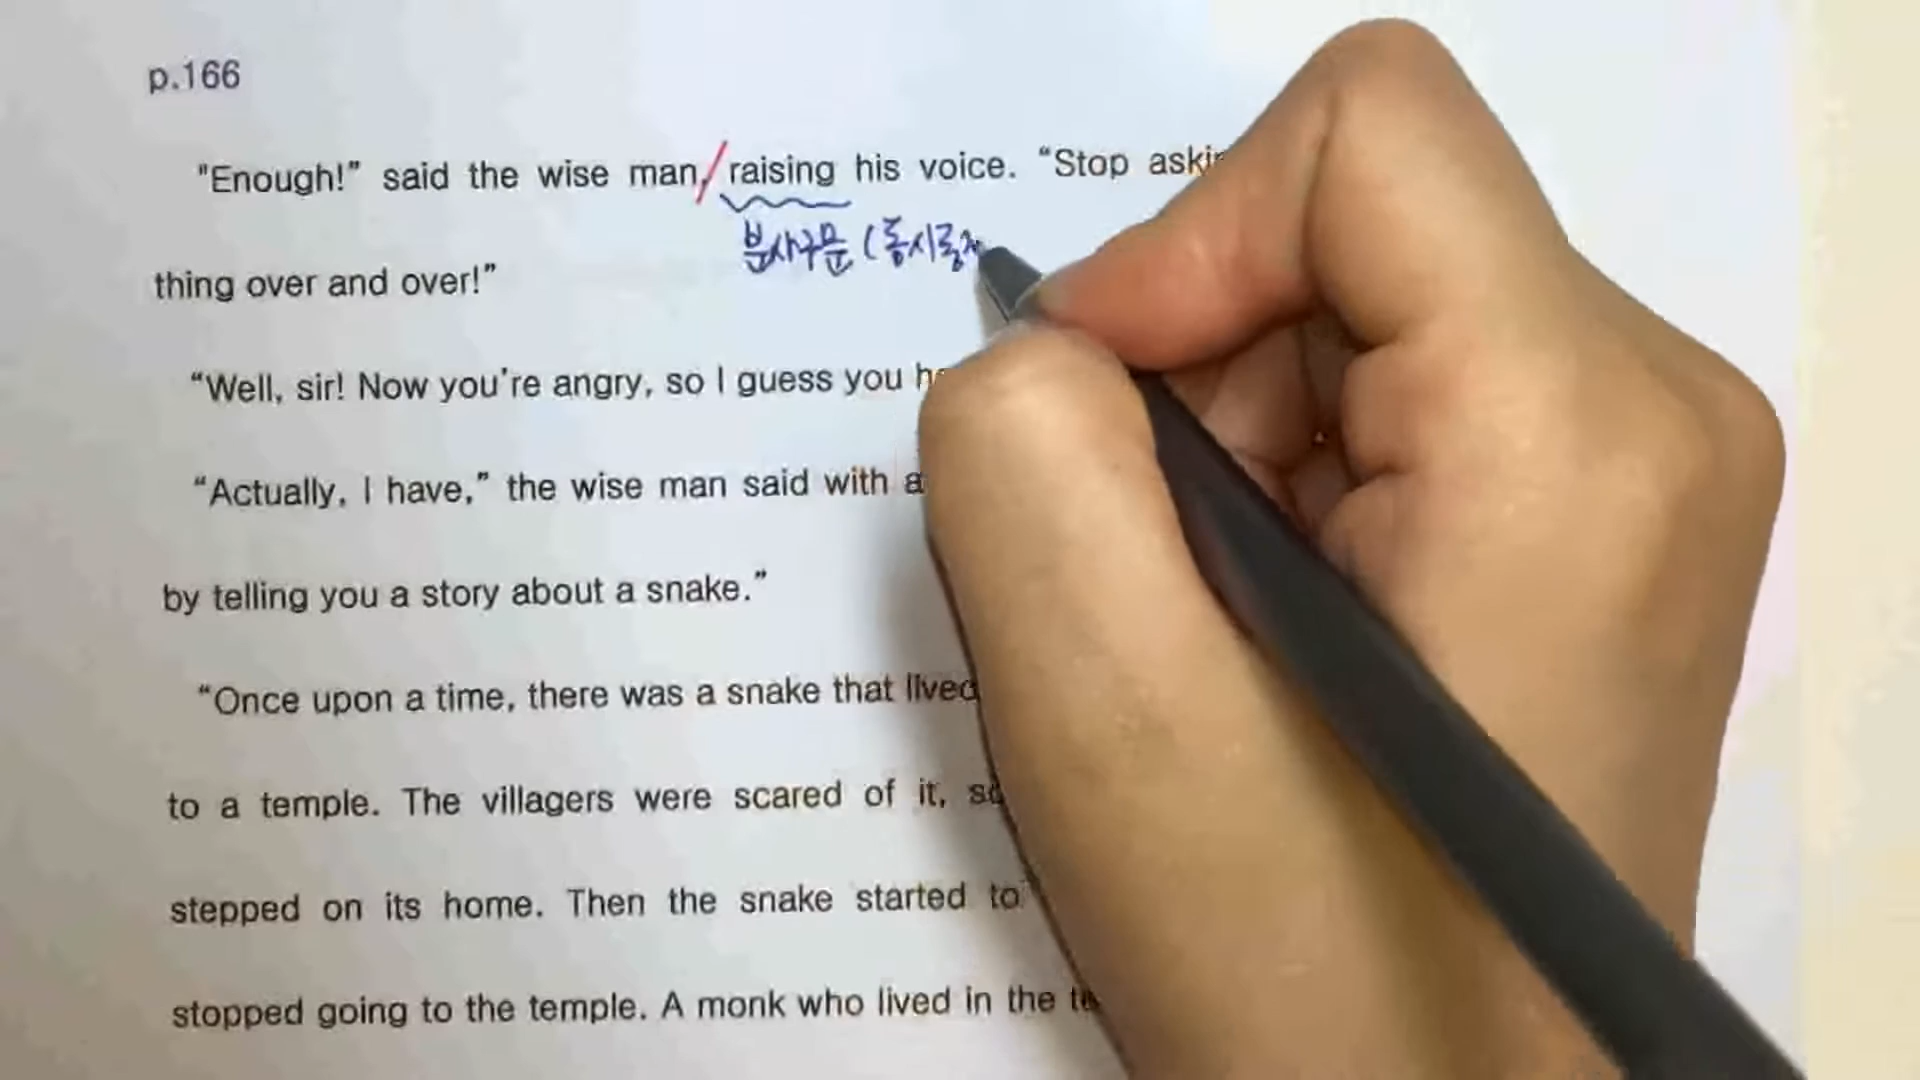 p.166
"Enough!” said the wise man, raising his voice. “Stop
분사구문 (동시동
thing over and over!”
“Well, sir! Now you're angry, so I guess you
“Actually, I have,” the wise man said with a
by telling you a story about a snake.”
“Once upon a time, there was a snake that lived
to a temple. The villagers were scared of it,
stepped on its home. Then the snake started to
stopped going to the temple. A monk who lived in the